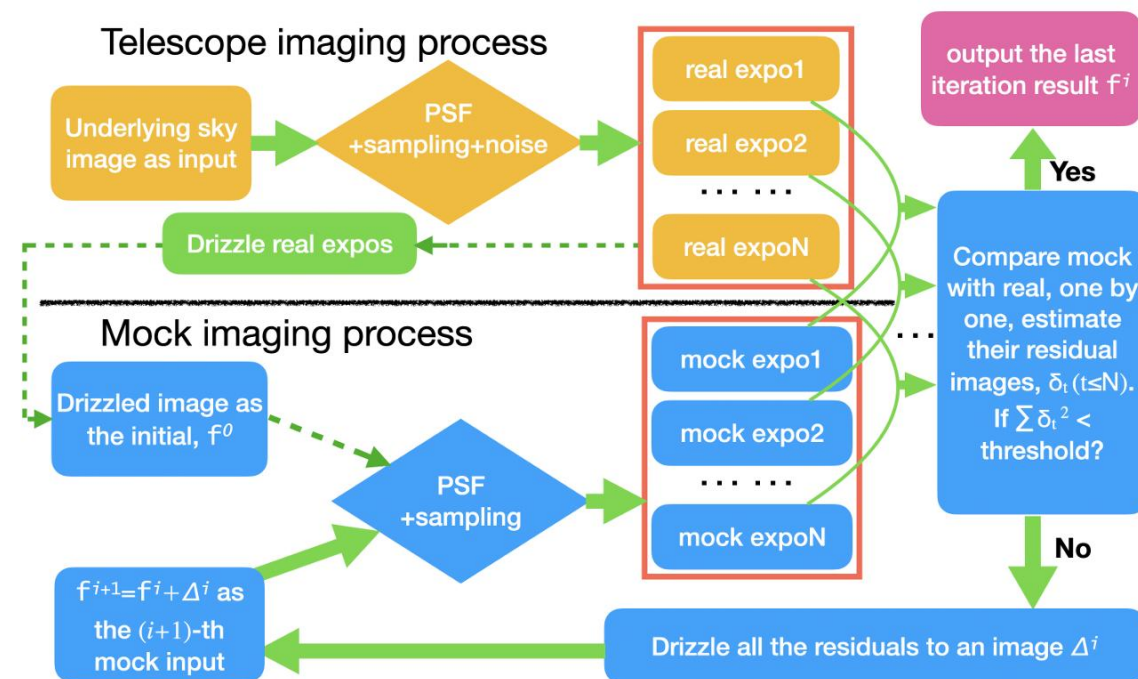 Telescope imaging process
Underlying sky
image as input
PSF
+sampling+noise
real expo1
real expo2
... ...
real expoN
output the last
iteration result fⁱ
Yes
Drizzle real expos
Mock imaging process
Drizzled image as
the initial, f⁰
PSF
+sampling
mock expo1
mock expo2
... ...
mock expoN
...
Compare mock
with real, one by
one, estimate
their residual
images, δₜ(t≤N).
If ∑ δₜ² <
threshold?
No
Drizzle all the residuals to an image Δⁱ
fⁱ⁺¹=fⁱ+Δⁱ as
the (i+1)-th
mock input